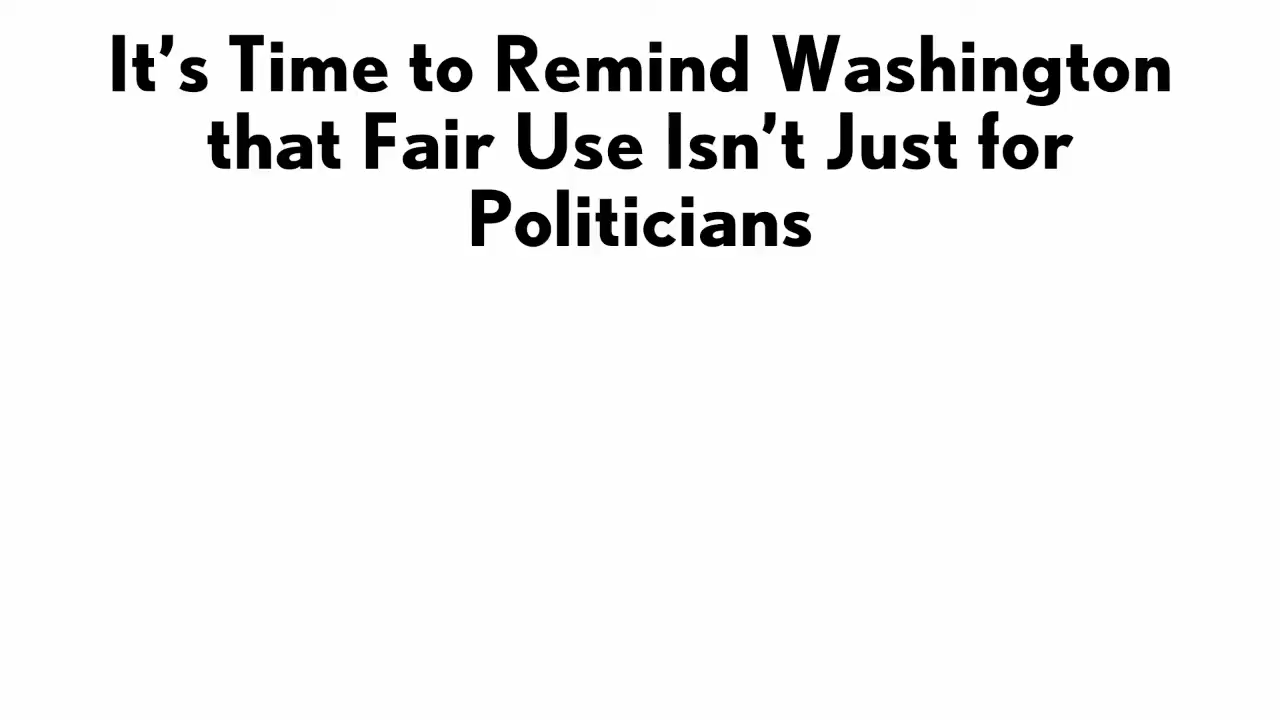 It’s Time to Remind Washington
that Fair Use Isn’t Just for
Politicians